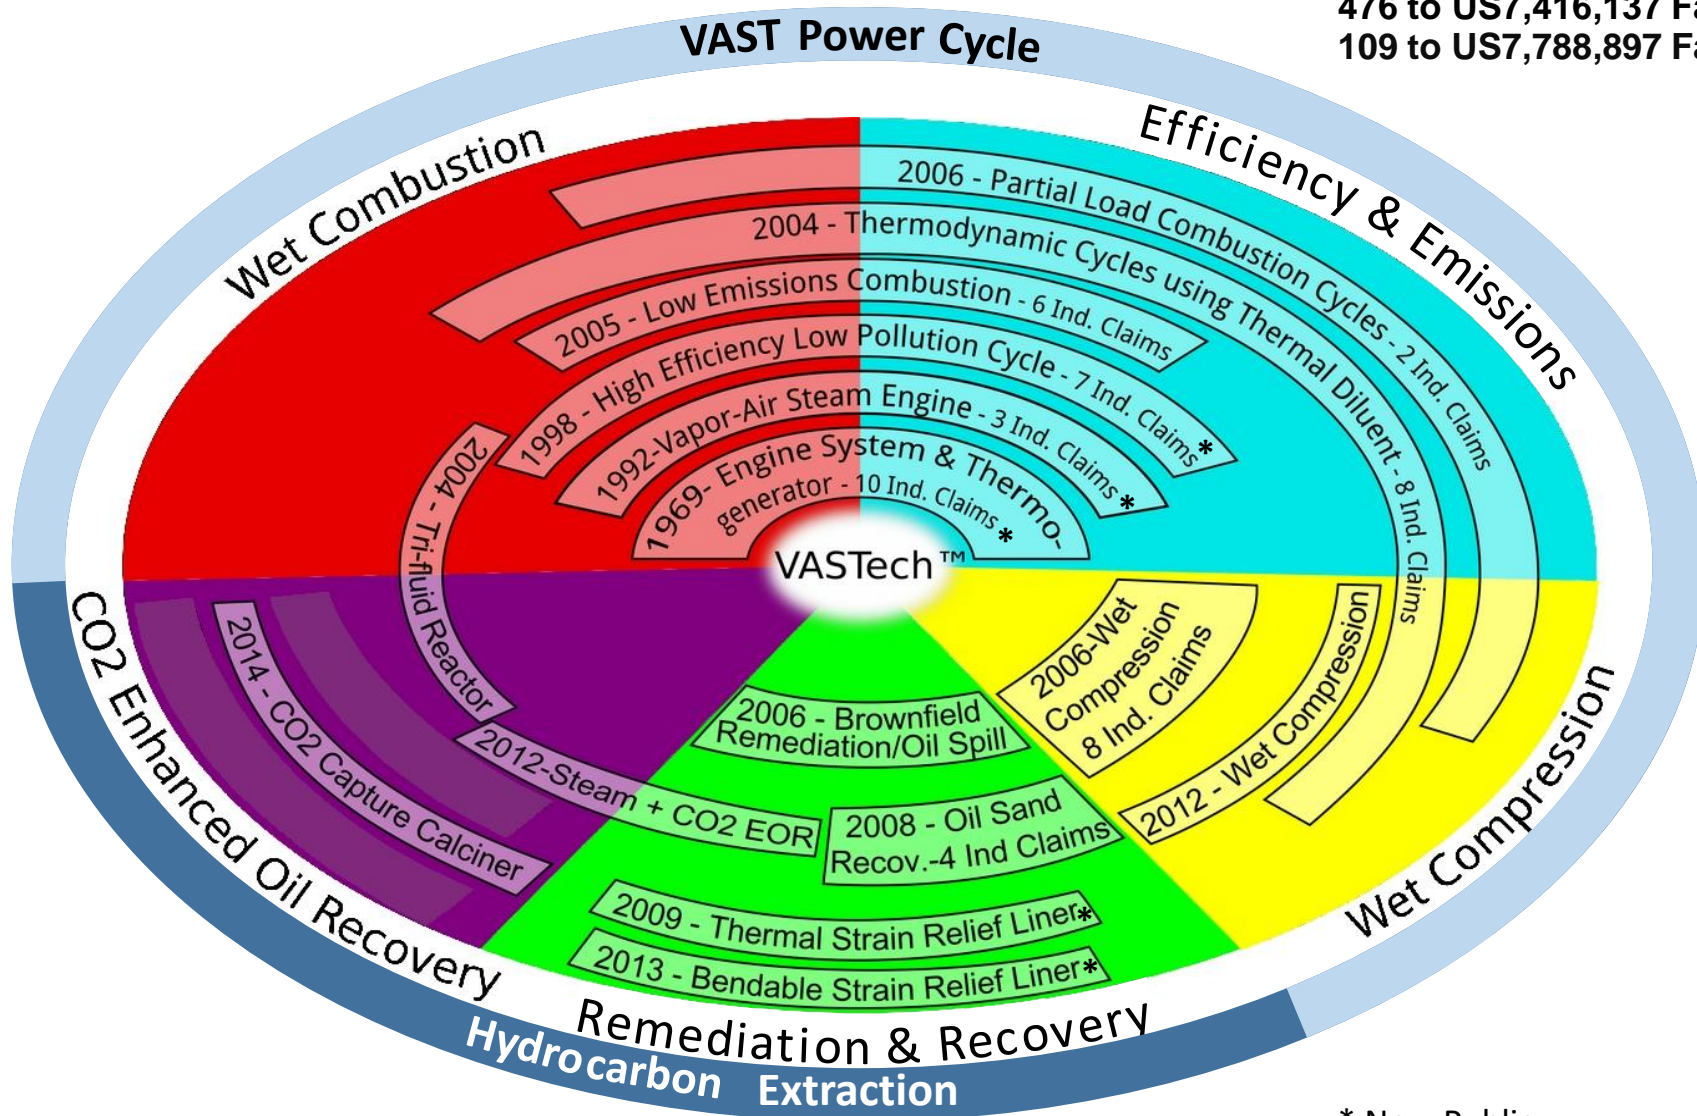 476 to US7,416,137 Fa
109 to US7,788,897 Fa
VAST Power Cycle
Wet Combustion
Efficiency & Emissions
2006 - Partial Load Combustion Cycles - 2 Ind. Claims
2004 - Thermodynamic Cycles using Thermal Diluent - 8 Ind. Claims
2005 - Low Emissions Combustion - 6 Ind. Claims
1998 - High Efficiency Low Pollution Cycle - 7 Ind. Claims *
1992-Vapor-Air Steam Engine - 3 Ind. Claims *
1969- Engine System & Thermo-
generator - 10 Ind. Claims *
VASTech™
2004 - Tri-fluid Reactor
2014 - CO2 Capture Calciner
2012-Steam + CO2 EOR
2006 - Brownfield
Remediation/Oil Spill
2008 - Oil Sand
Recov.-4 Ind Claims
2009 - Thermal Strain Relief Liner*
2013 - Bendable Strain Relief Liner*
2006-Wet
Compression
8 Ind. Claims
2012 - Wet Compression
CO2 Enhanced Oil Recovery
Remediation & Recovery
Wet Compression
Hydrocarbon Extraction